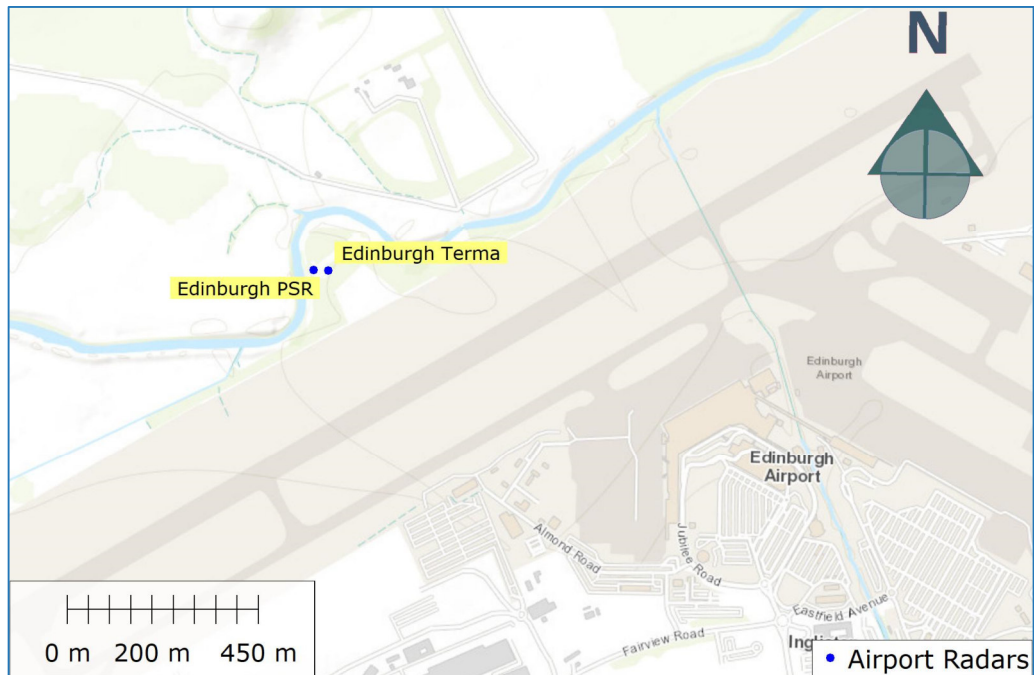 N
Edinburgh Terma
Edinburgh PSR
Edinburgh
Airport
Edinburgh
Airport
Almond Road
Jubilee Road
Eastfield Avenue
Fairview Road
0 m 200 m 450 m
Airport Radars